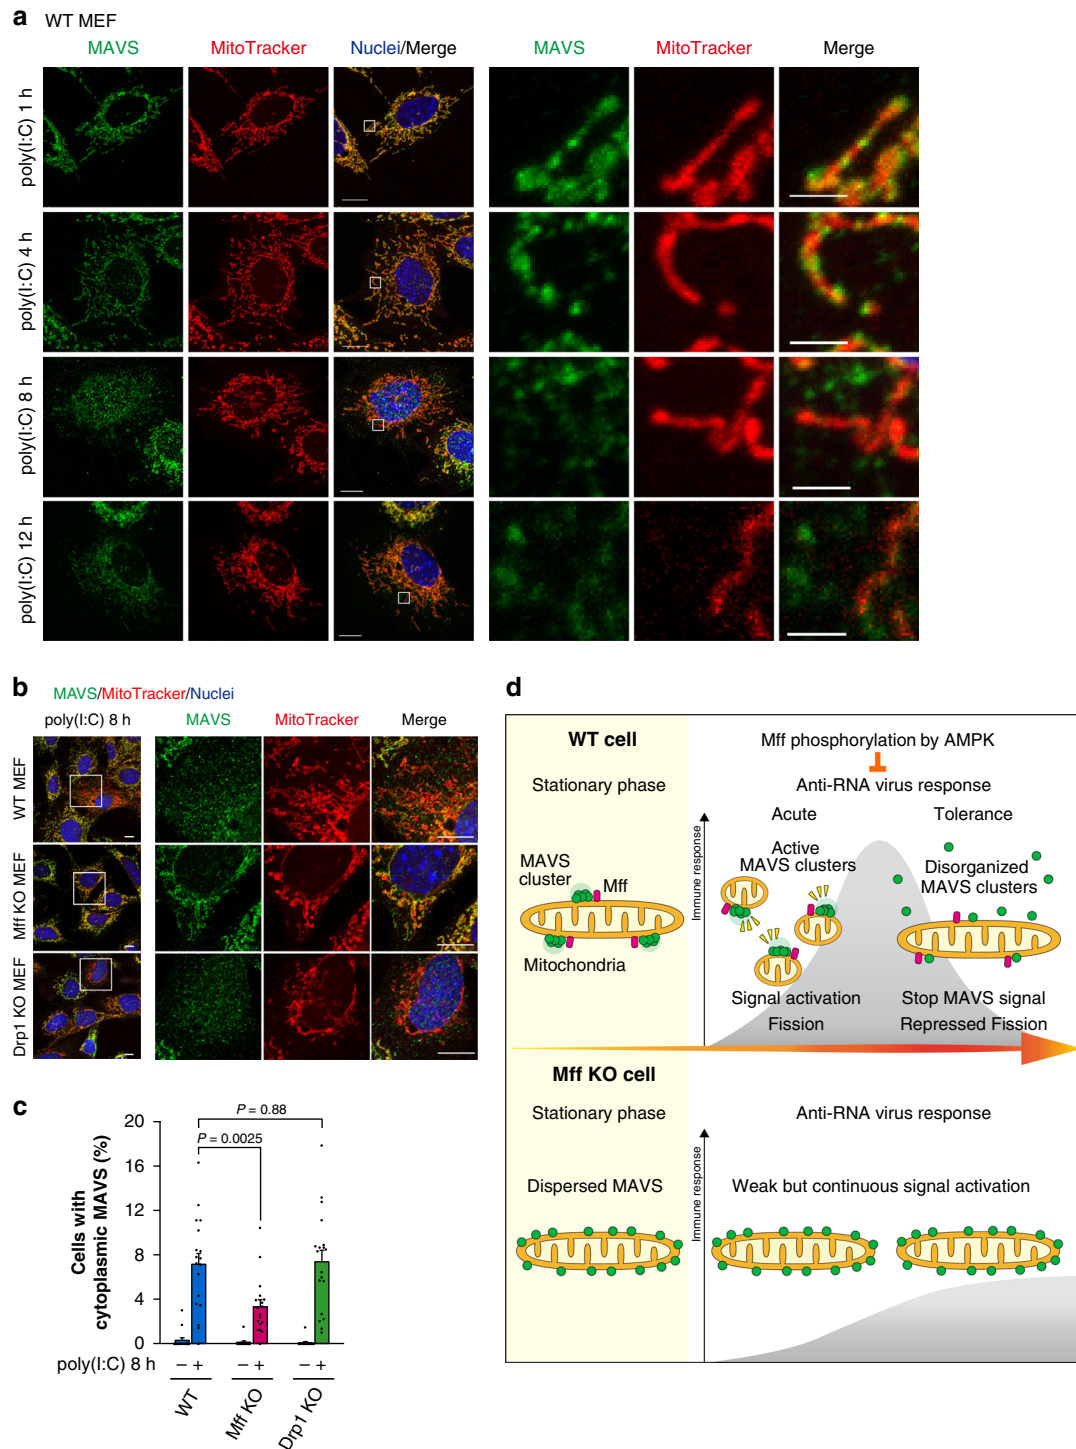 a WT MEF
MAVS MitoTracker Nuclei/Merge MAVS MitoTracker Merge
poly(I:C) 1 h
poly(I:C) 4 h
poly(I:C) 8 h
poly(I:C) 12 h
b
MAVS/MitoTracker/Nuclei
poly(I:C) 8 h MAVS MitoTracker Merge
WT MEF
Mff KO MEF
Drp1 KO MEF
c
P = 0.88
P = 0.0025
Cells with
cytoplasmic MAVS (%)
20
16
12
8
4
0
poly(I:C) 8 h – + – + – +
WT Mff KO Drp1 KO
d
WT cell
Stationary phase
MAVS
cluster
Mff
Mitochondria
Mff phosphorylation by AMPK
Anti-RNA virus response
Acute Tolerance
Immune response
Active
MAVS clusters
Disorganized
MAVS clusters
Signal activation
Fission
Stop MAVS signal
Repressed Fission
Mff KO cell
Stationary phase Anti-RNA virus response
Immune response
Dispersed MAVS Weak but continuous signal activation